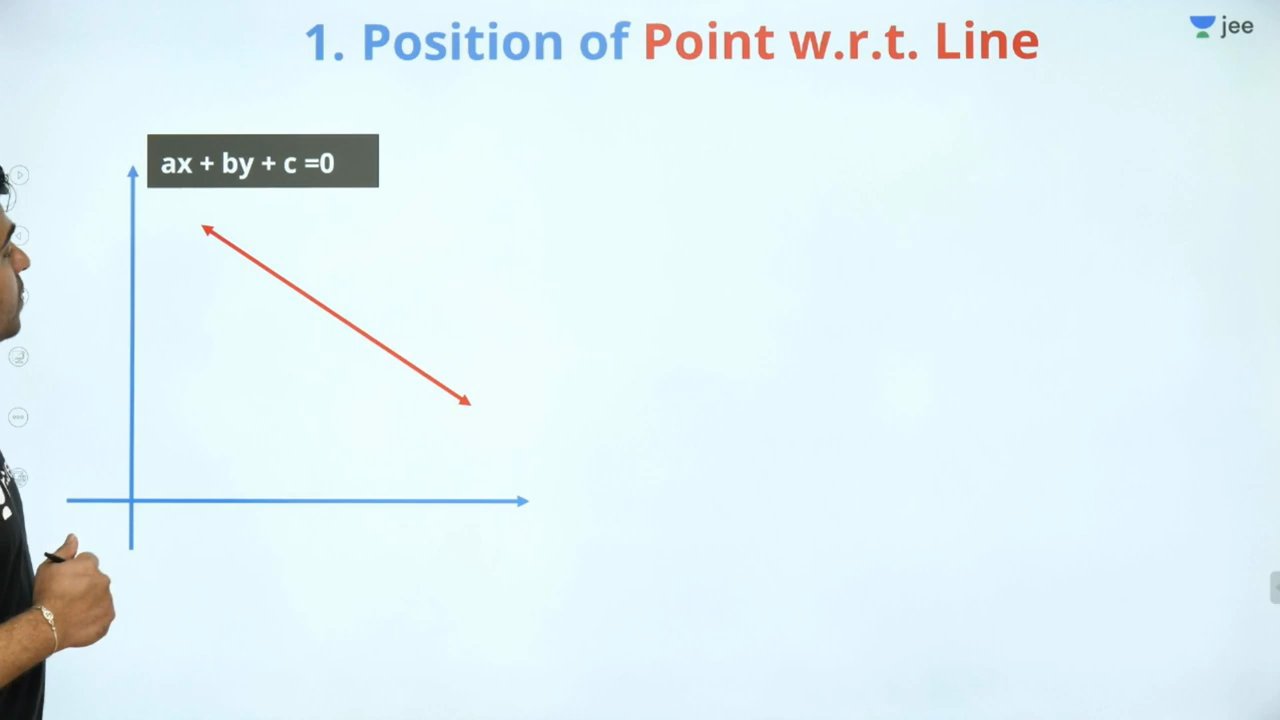 1. Position of Point w.r.t. Line
jee
ax + by + c =0